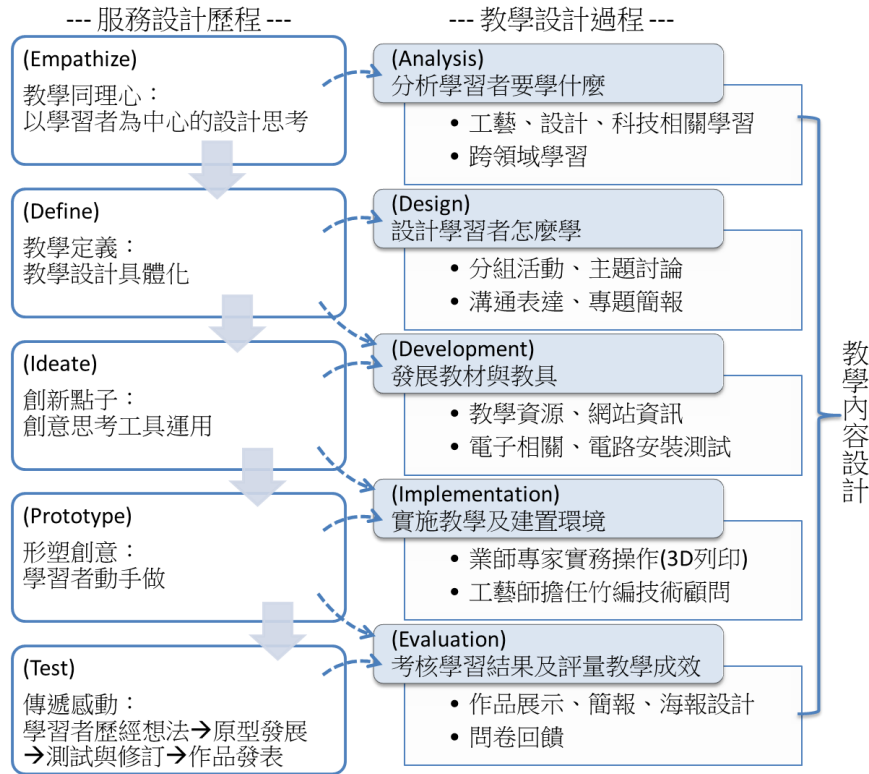 --- 服務設計歷程 ---
(Empathize)
教學同理心：
以學習者為中心的設計思考
(Define)
教學定義：
教學設計具體化
(Ideate)
創新點子：
創意思考工具運用
(Prototype)
形塑創意：
學習者動手做
(Test)
傳遞感動：
學習者歷經想法→原型發展
→測試與修訂→作品發表
--- 教學設計過程 ---
(Analysis)
分析學習者要學什麼
• 工藝、設計、科技相關學習
• 跨領域學習
(Design)
設計學習者怎麼學
• 分組活動、主題討論
• 溝通表達、專題簡報
(Development)
發展教材與教具
• 教學資源、網站資訊
• 電子相關、電路安裝測試
(Implementation)
實施教學及建置環境
• 業師專家實務操作(3D列印)
• 工藝師擔任竹編技術顧問
(Evaluation)
考核學習結果及評量教學成效
• 作品展示、簡報、海報設計
• 問卷回饋
教學內容設計